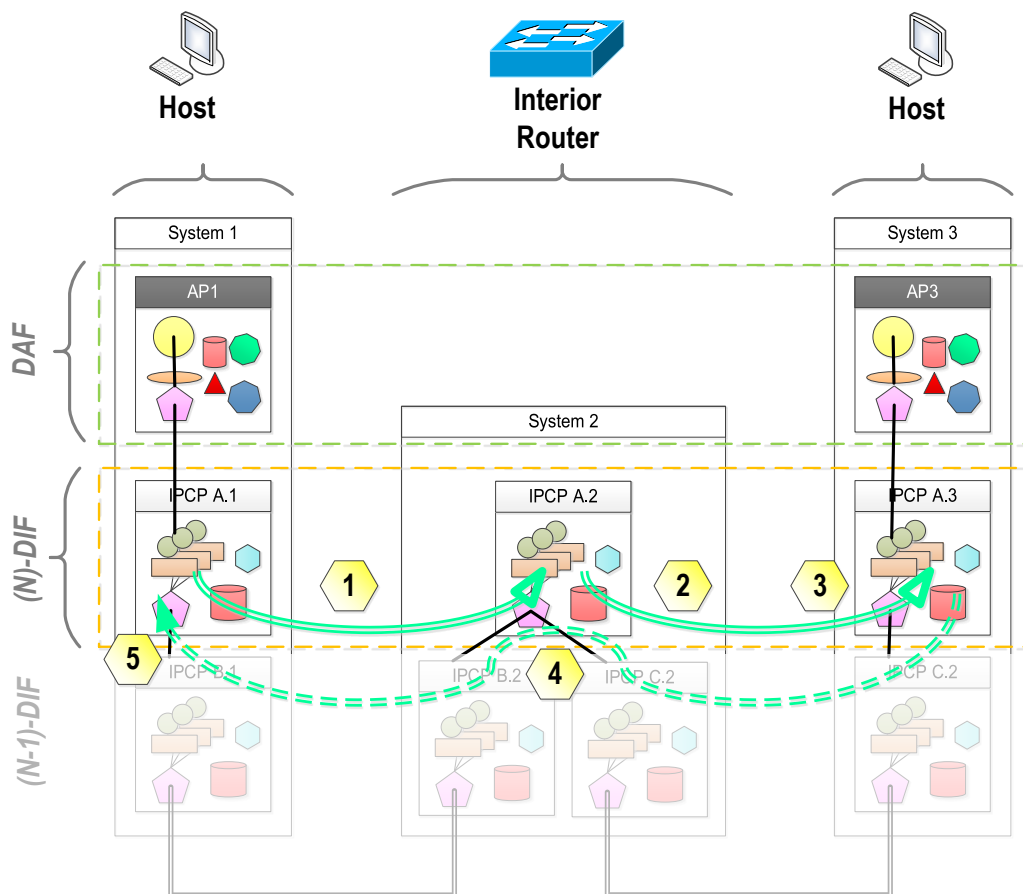 Host
Interior
Router
Host
System 1
System 3
AP1
AP3
DAF
System 2
IPCP A.1
IPCP A.2
IPCP A.3
(N)-DIF
1
2
3
5
4
IPCP B.1
IPCP B.2
IPCP C.2
IPCP C.2
(N-1)-DIF